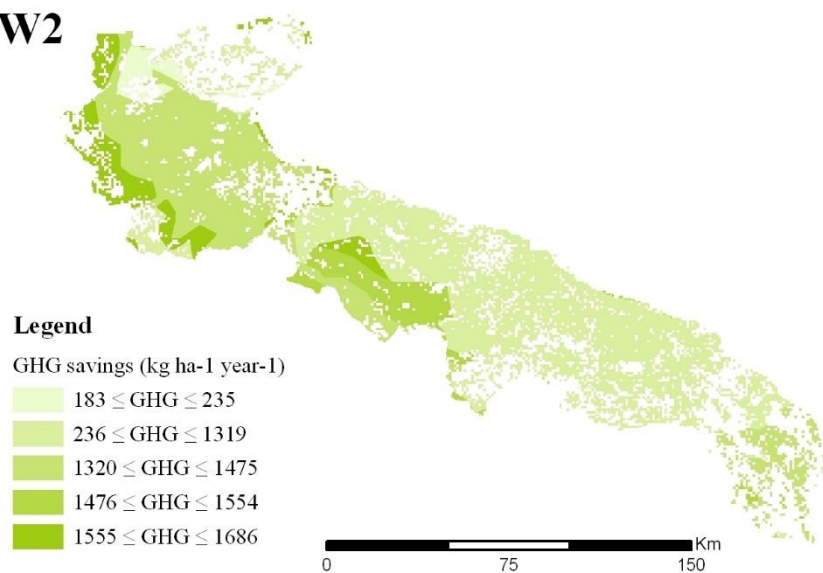 W2
Legend
GHG savings (kg ha-1 year-1)
183 ≤ GHG ≤ 235
236 ≤ GHG ≤ 1319
1320 ≤ GHG ≤ 1475
1476 ≤ GHG ≤ 1554
1555 ≤ GHG ≤ 1686
Km
0 75 150